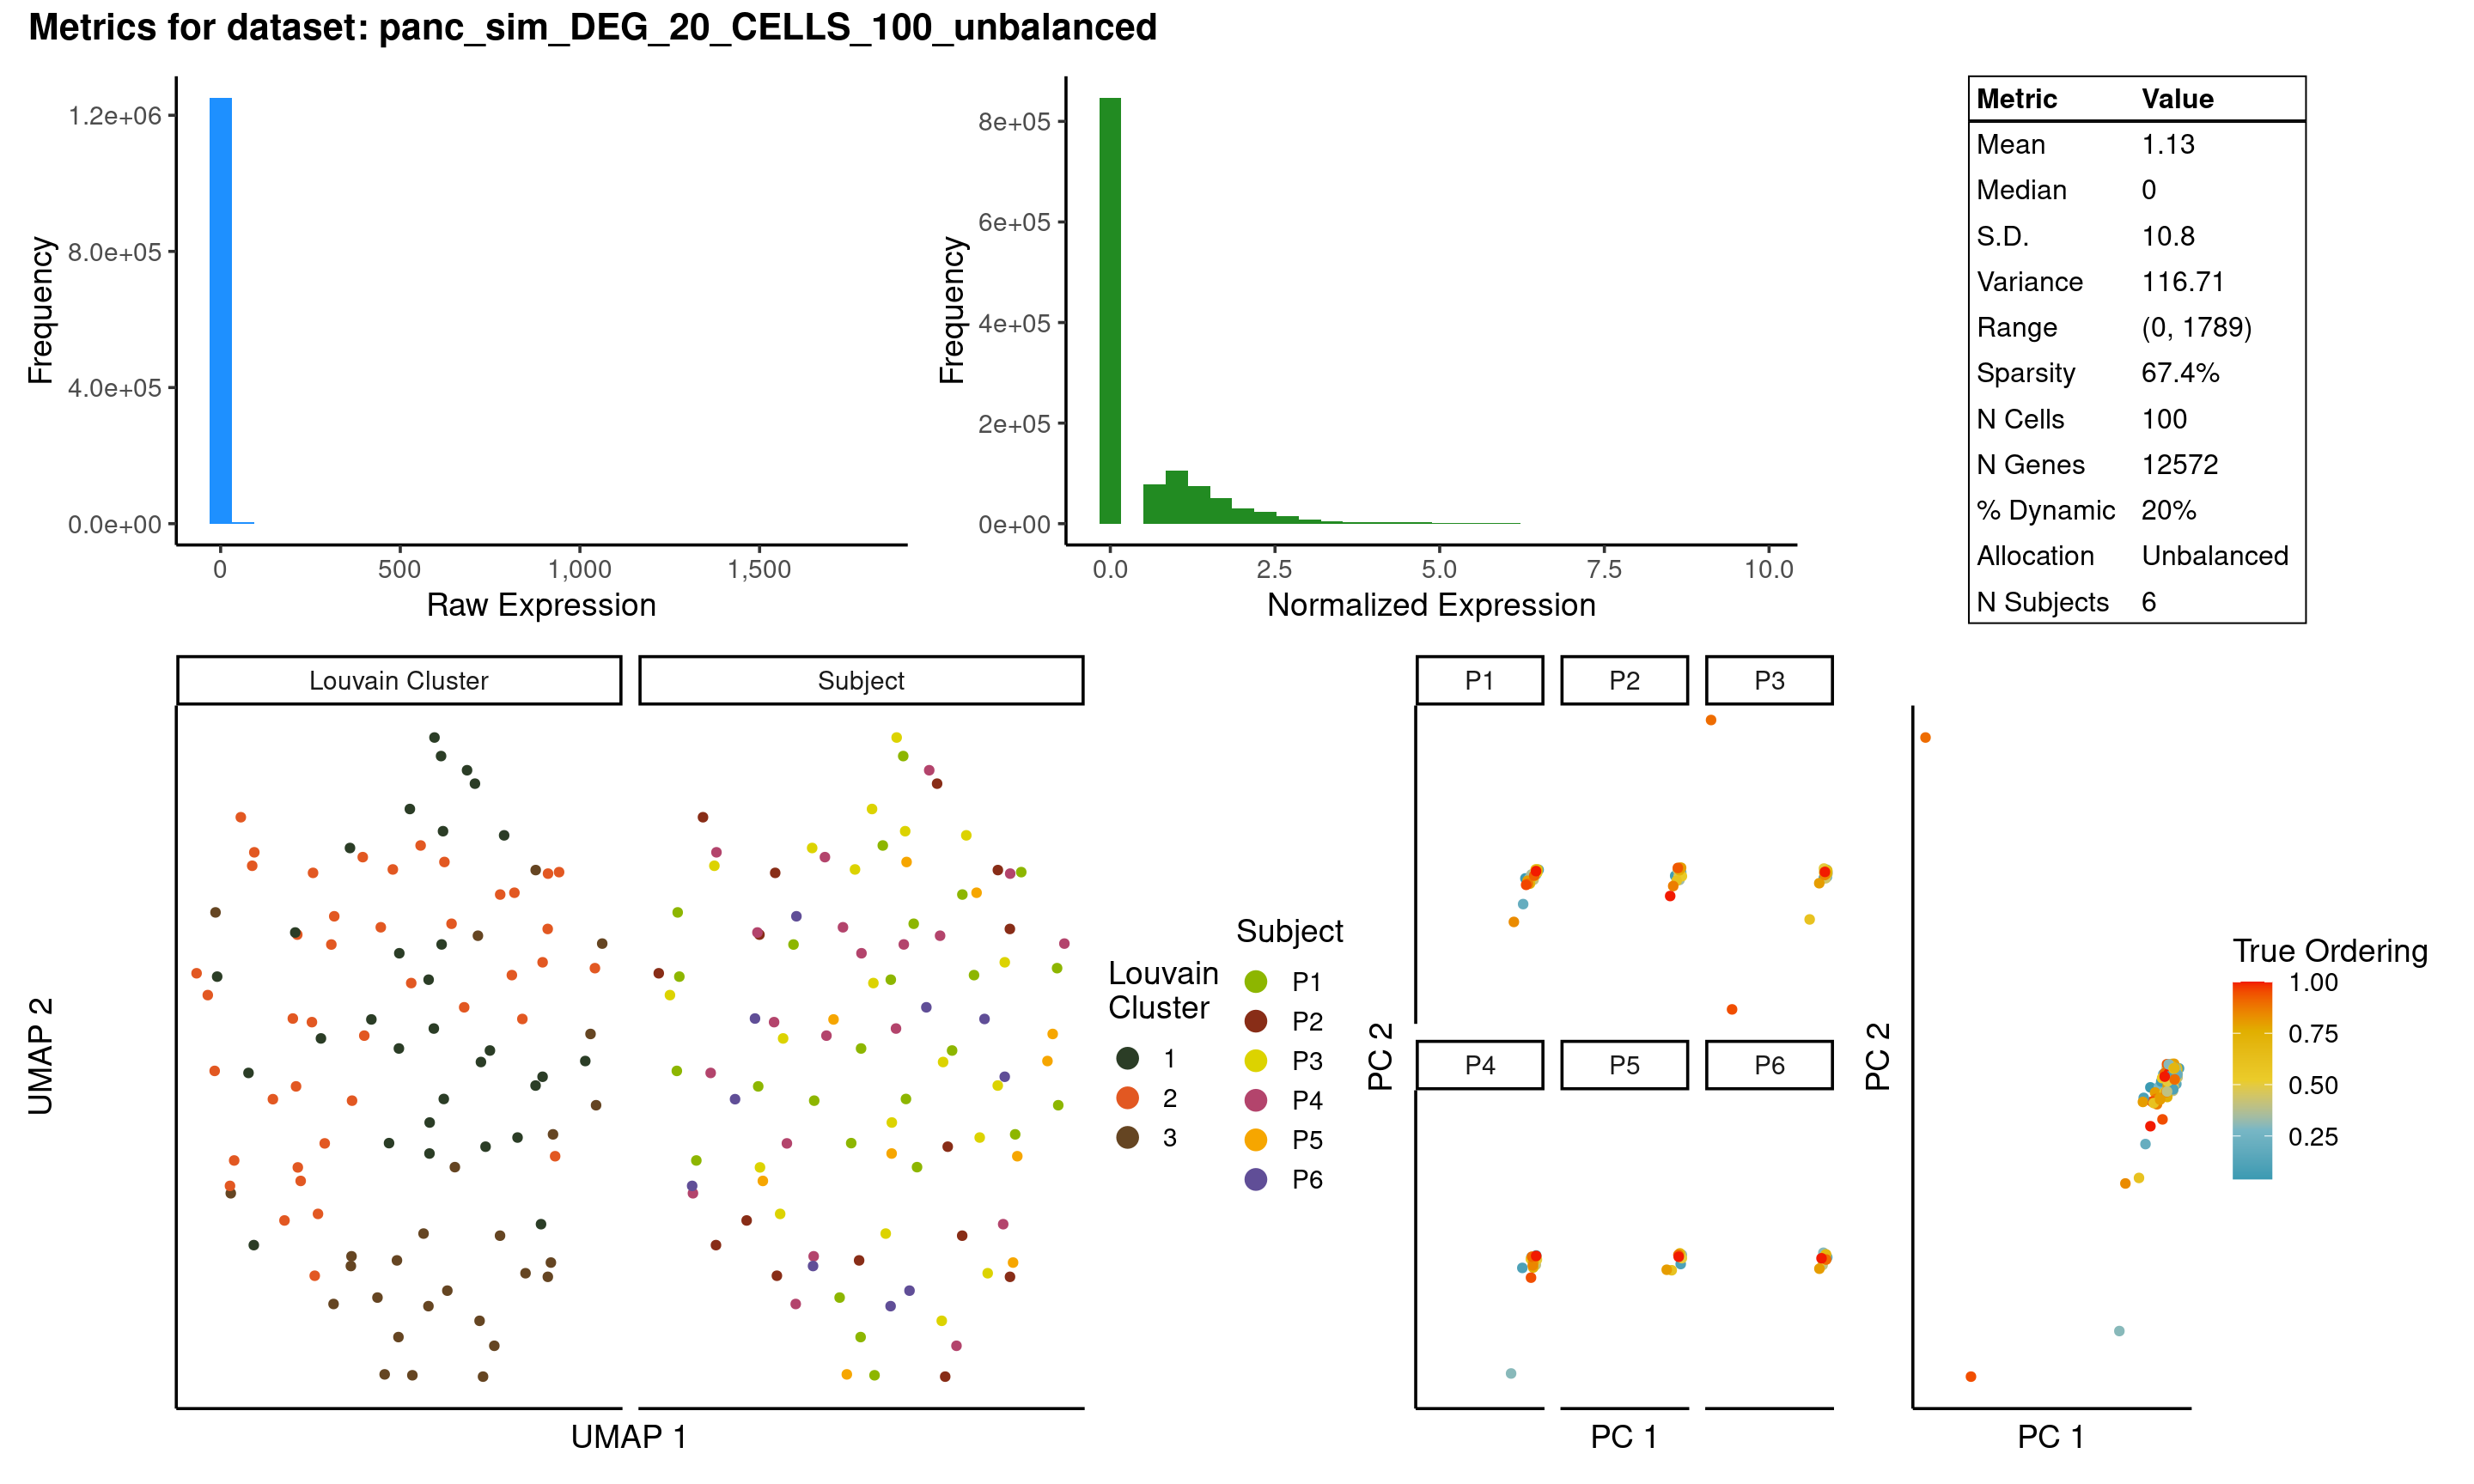 Metrics for dataset: panc_sim_DEG_20_CELLS_100_unbalanced
1.2e+06
8.0e+05
4.0e+05
0.0e+00
Frequency
0 500 1,000 1,500
Raw Expression
8e+05
6e+05
4e+05
2e+05
0e+00
Frequency
0.0 2.5 5.0 7.5 10.0
Normalized Expression
Metric Value
Mean 1.13
Median 0
S.D. 10.8
Variance 116.71
Range (0, 1789)
Sparsity 67.4%
N Cells 100
N Genes 12572
% Dynamic 20%
Allocation Unbalanced
N Subjects 6
Louvain Cluster Subject
UMAP 2
UMAP 1
Louvain
Cluster
1
2
3
Subject
P1
P2
P3
P4
P5
P6
P1 P2 P3
P4 P5 P6
PC 2
PC 1
PC 2
PC 1
True Ordering
1.00
0.75
0.50
0.25